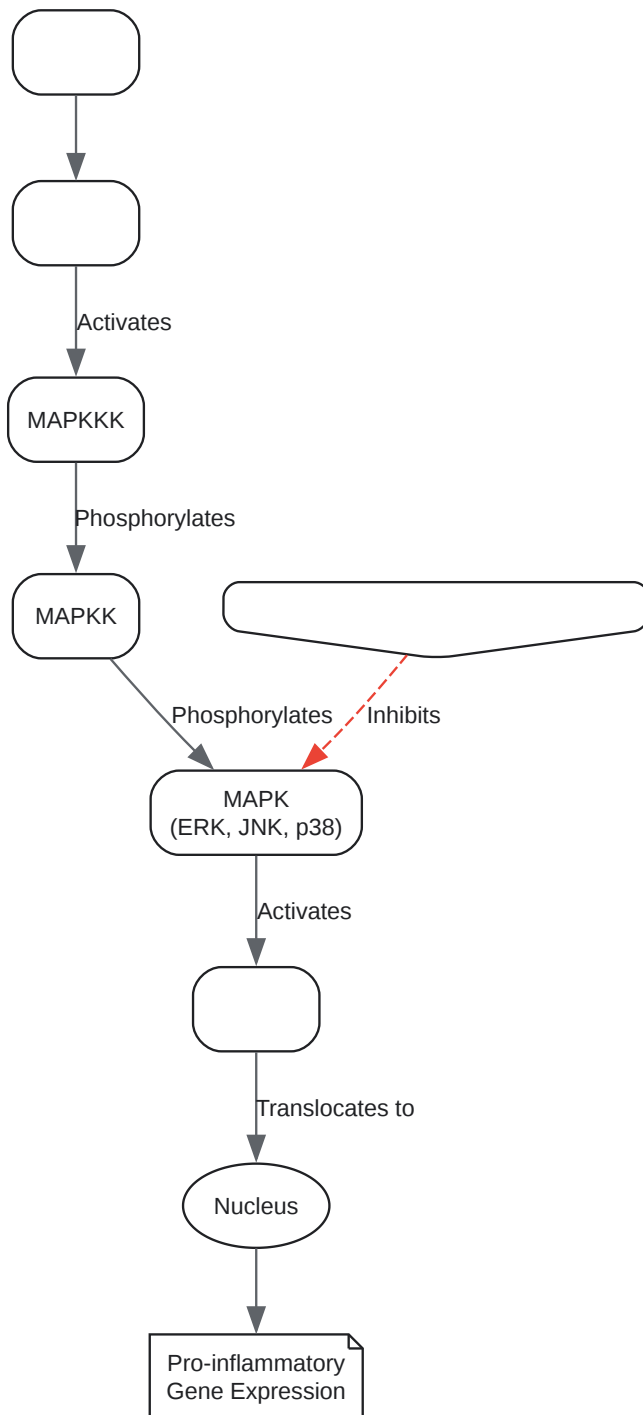 Activates
MAPKKK
Phosphorylates
MAPKK
Phosphorylates
Inhibits
MAPK
(ERK, JNK, p38)
Activates
Translocates to
Nucleus
Pro-inflammatory
Gene Expression